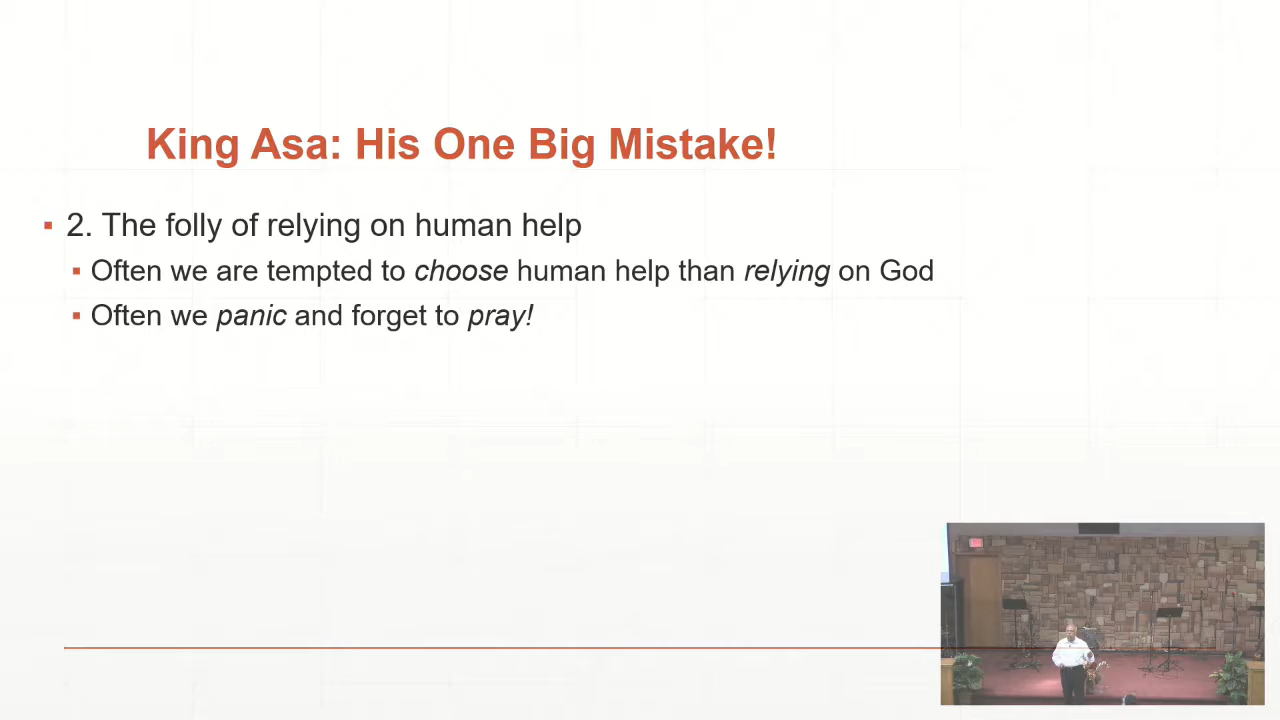 King Asa: His One Big Mistake!
2. The folly of relying on human help
Often we are tempted to choose human help than relying on God
Often we panic and forget to pray!